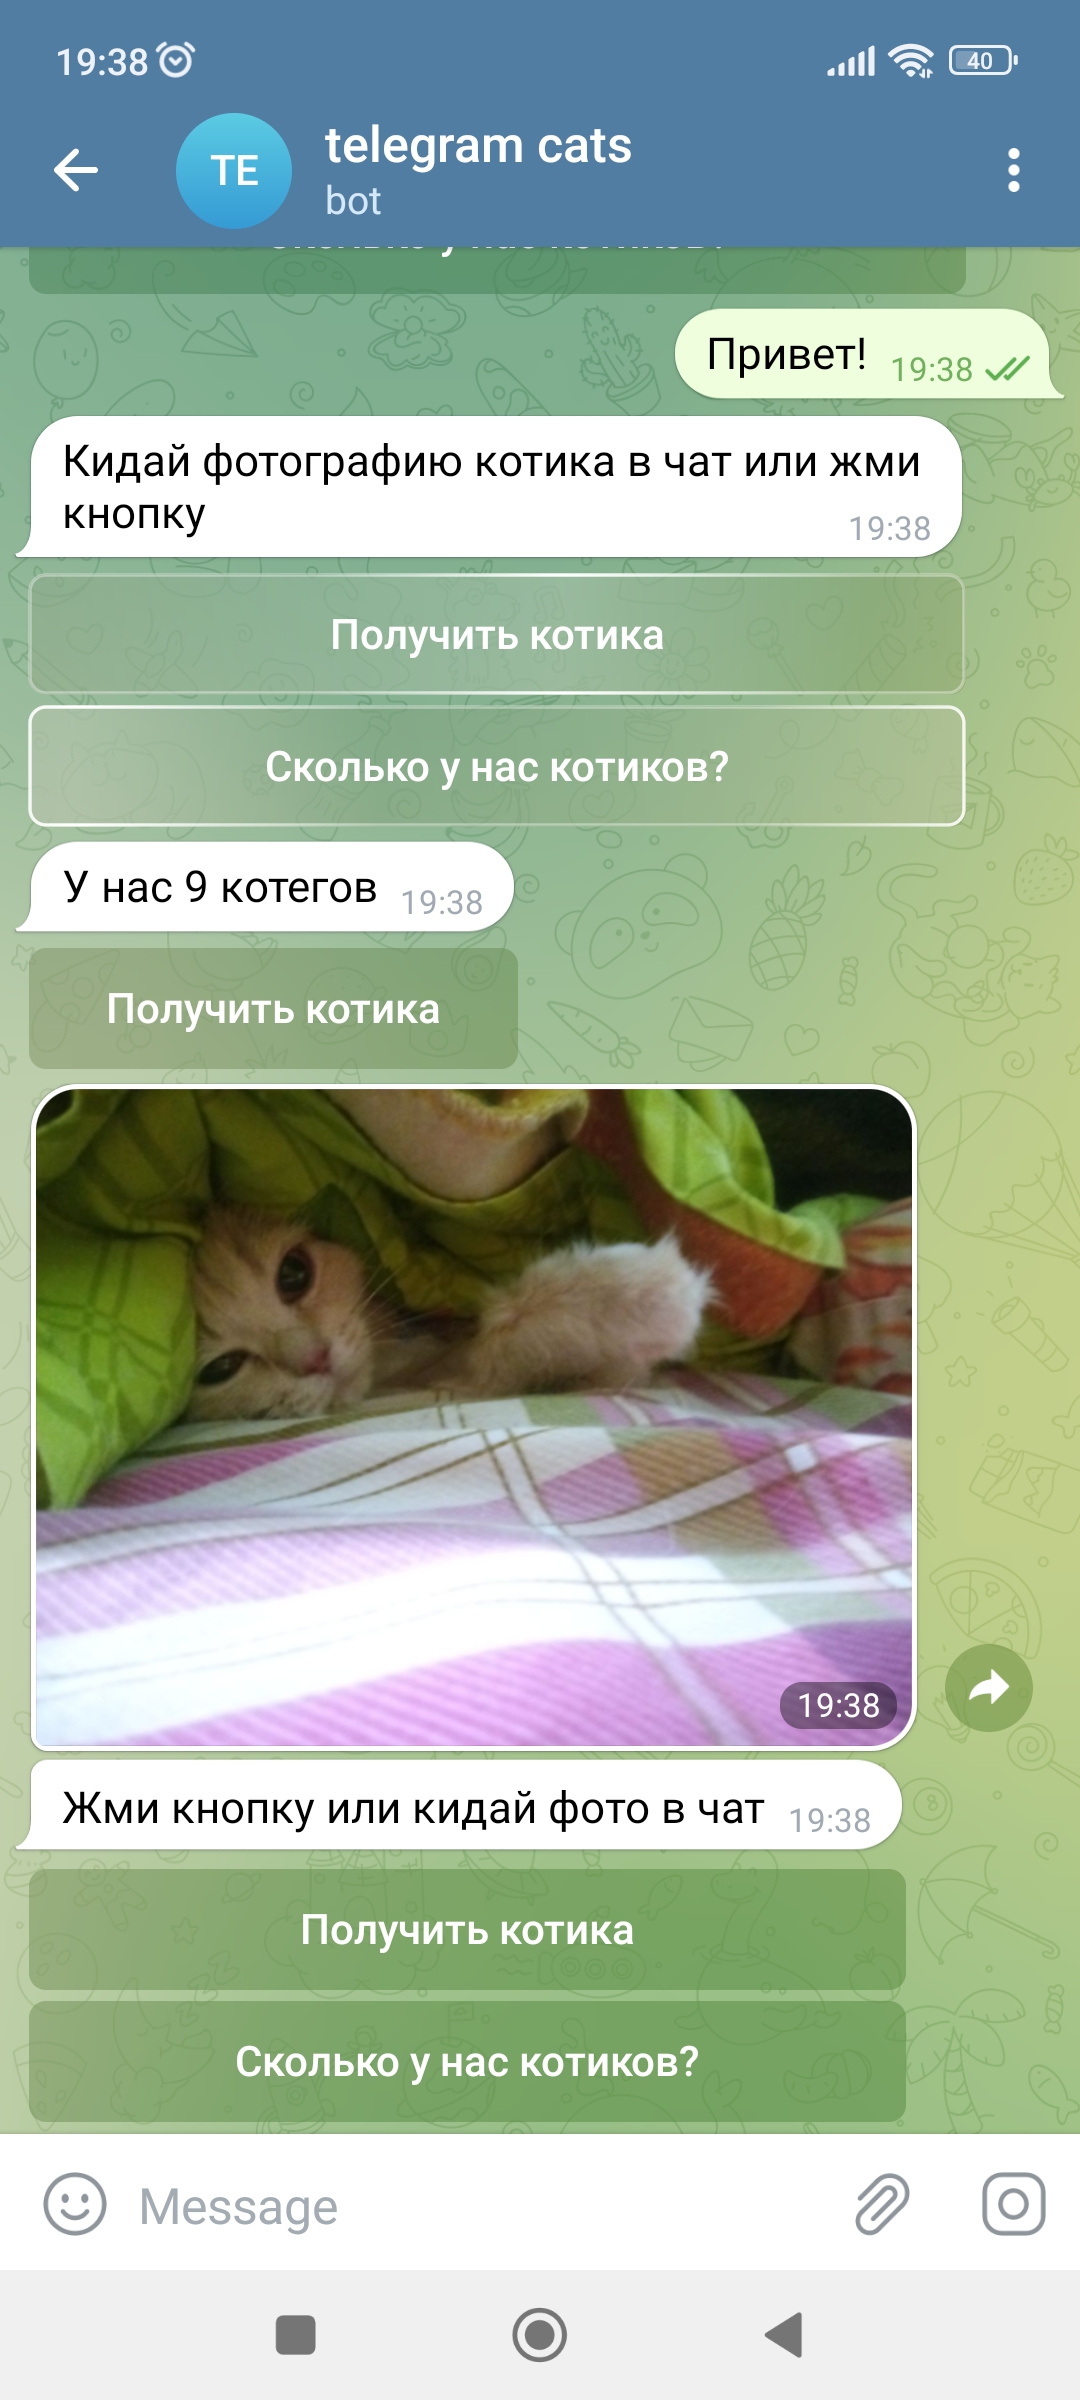 19:38
40
TE
telegram cats
bot
Привет! 19:38
Кидай фотографию котика в чат или жми
кнопку 19:38
Получить котика
Сколько у нас котиков?
У нас 9 котегов 19:38
Получить котика
19:38
Жми кнопку или кидай фото в чат 19:38
Получить котика
Сколько у нас котиков?
Message